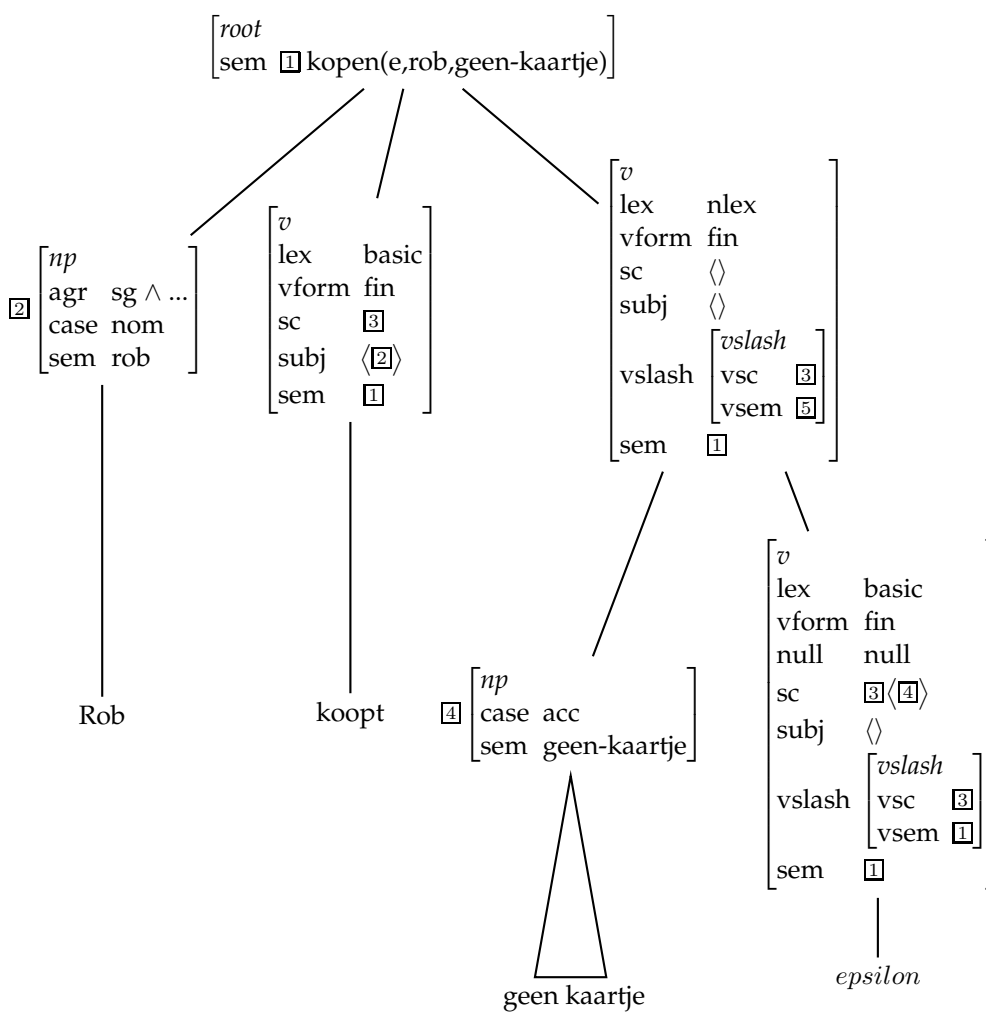 root
sem 1 kopen(e,rob,geen-kaartje)
v
lex nlex
vform fin
sc ⟨⟩
subj ⟨⟩
vslash
vslash vsc 3
vsem 5
sem 1
v
lex basic
vform fin
sc 3
subj ⟨2⟩
sem 1
2
np
agr sg ∧ ...
case nom
sem rob
Rob
koopt
4
np
case acc
sem geen-kaartje
v
lex basic
vform fin
null null
sc 3⟨4⟩
subj ⟨⟩
vslash
vslash vsc 3
vsem 1
sem 1
geen kaartje
epsilon